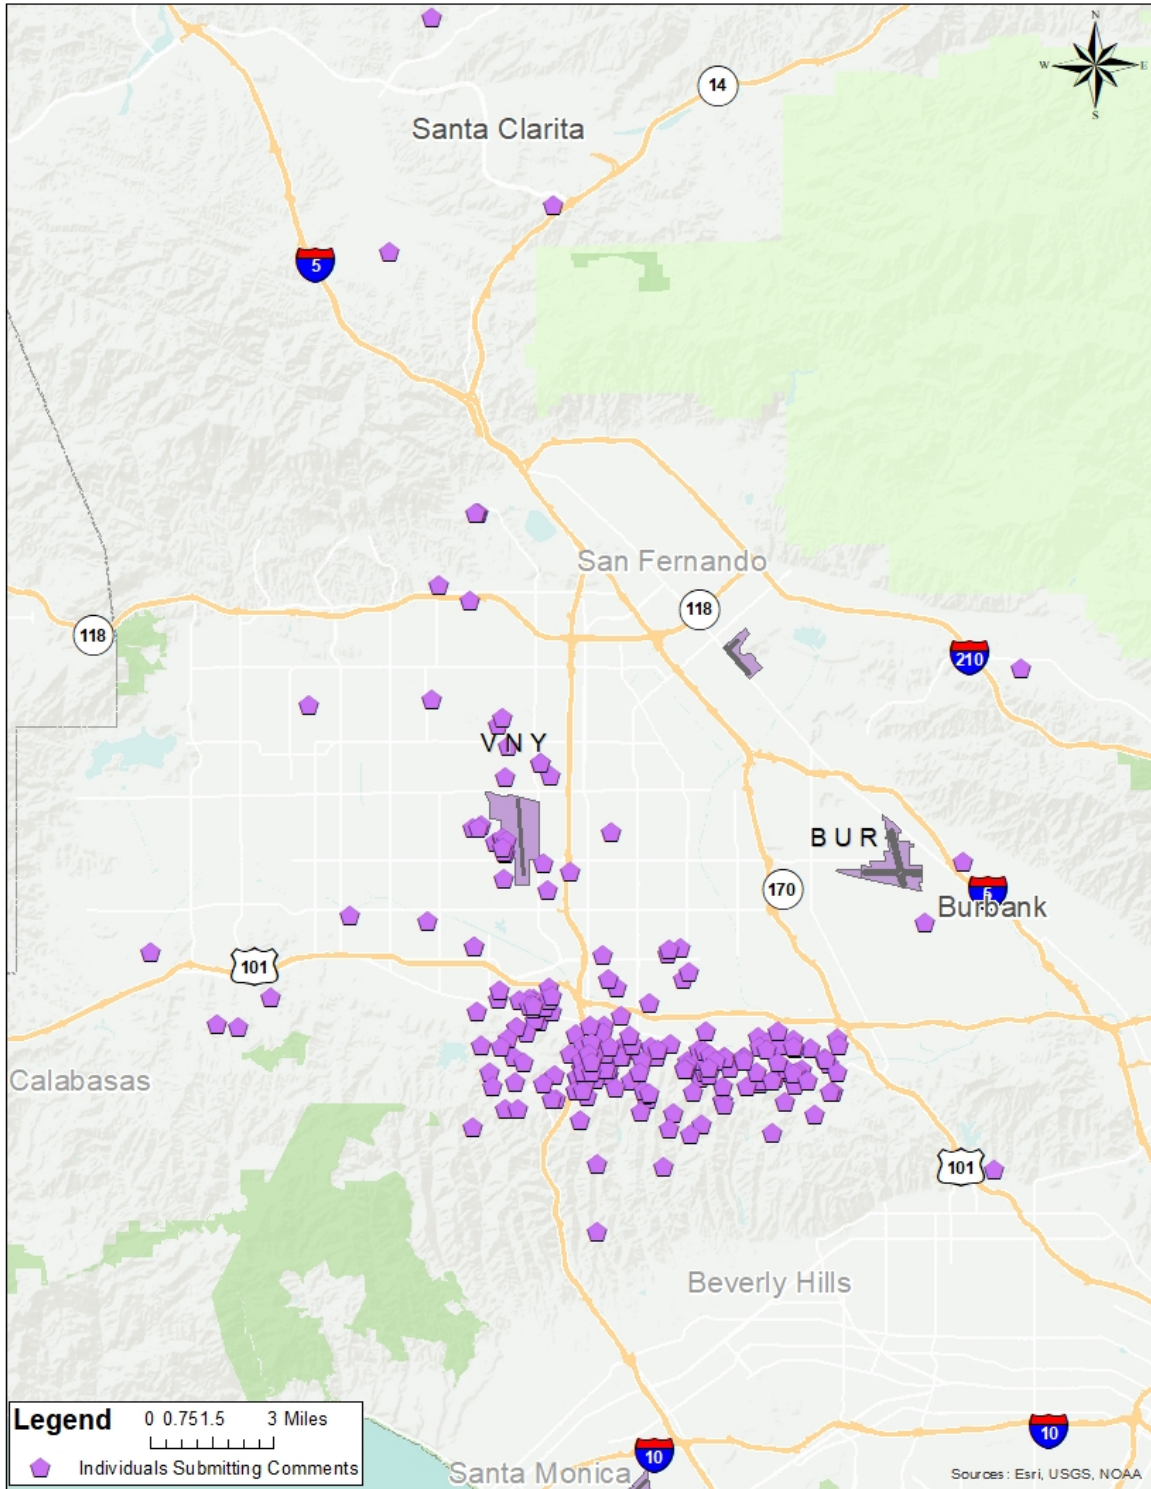 N
W E
S
14
Santa Clarita
5
San Fernando
118
118
210
VNY
BUR
170
5
Burbank
101
Calabasas
101
Beverly Hills
Legend
0 0.75 1.5 3 Miles
Individuals Submitting Comments
10
10
Santa Monica
Sources: Esri, USGS, NOAA